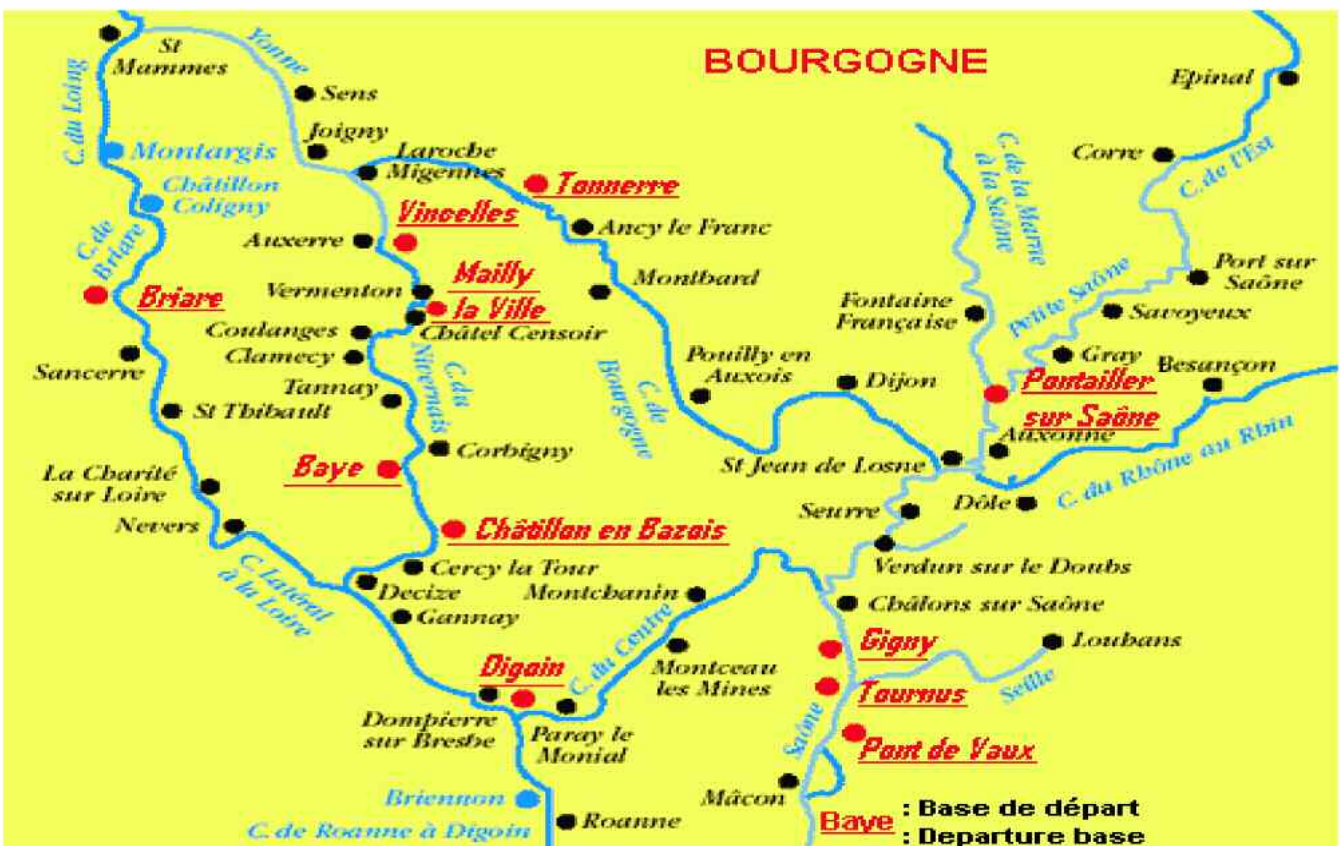 BOURGOGNE
St
Mammes
Yonne
Sens
Epinal
C. du Loing
Joigny
Montargis
Laroche
Migennes
Tonnerre
Corre
C. de l'Est
C. de la Marne
à la Saône
Châtillon
Coligny
Vincelles
Ancy le Franc
C. de
Briare
Auxerre
Mailly
la Ville
Montbard
Port sur
Saône
Briare
Vermenton
Fontaine
Française
Petite Saône
Savoyeux
Coulanges
Châtel Censoir
Clamecy
Sancerre
Pouilly en
Auxois
Gray
Besançon
Tannay
C. du
Nivernais
C. de
Bourgogne
Dijon
Pontailler
sur Saône
St Thibault
Auxonne
Corbigny
St Jean de Losne
C. du Rhône au Rhin
Baye
La Charité
sur Loire
Dôle
Seurre
Nevers
Châtillon en Bazois
Verdun sur le Doubs
Cercy la Tour
C. Latéral
à la Loire
Decize
Montchanin
Châlons sur Saône
Gannay
C. du Centre
Gigny
Louhans
Digoin
Montceau
les Mines
Seille
Tournus
Dompierre
sur Bresbe
Paray le
Monial
Saône
Pont de Vaux
Briennon
Mâcon
C. de Roanne à Digoin
Roanne
Baye : Base de départ
: Departure base